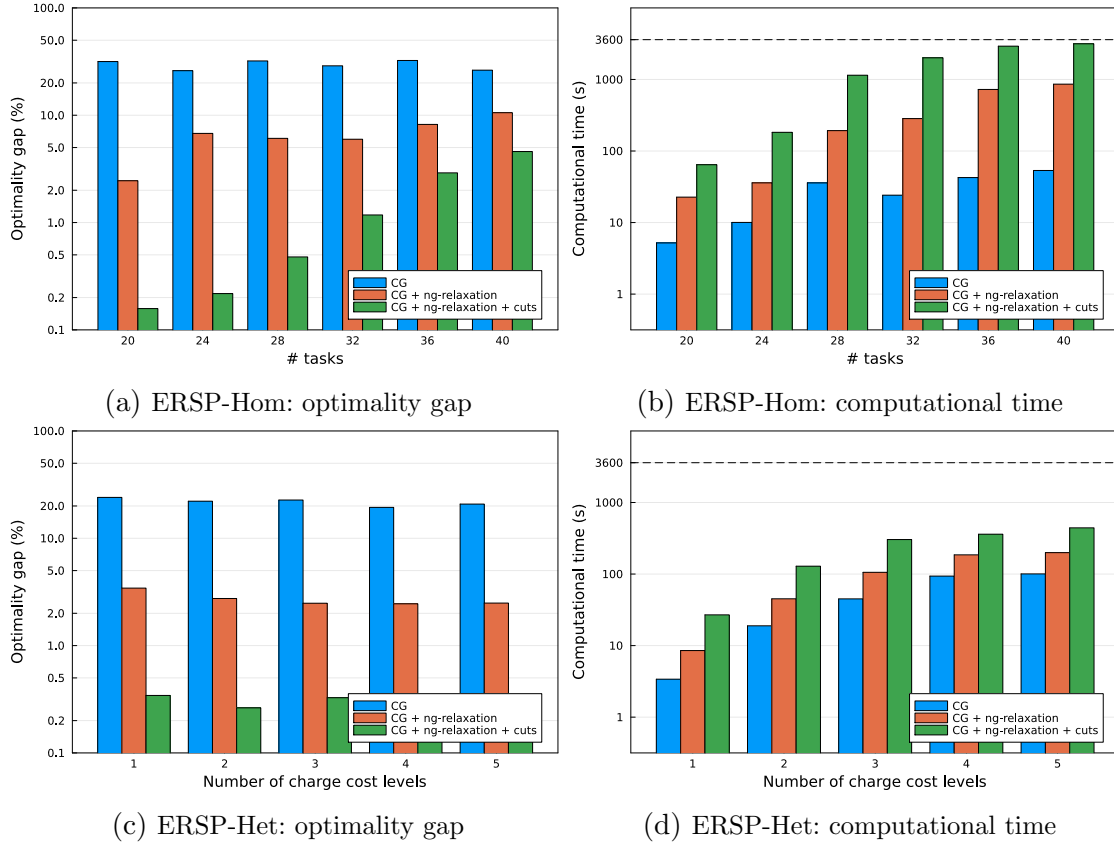 100.0
50.0
20.0
10.0
5.0
2.0
1.0
0.5
0.2
0.1
Optimality gap (%)
20 24 28 32 36 40
# tasks
CG
CG + ng-relaxation
CG + ng-relaxation + cuts
(a) ERSP-Hom: optimality gap
3600
1000
100
10
1
Computational time (s)
20 24 28 32 36 40
# tasks
CG
CG + ng-relaxation
CG + ng-relaxation + cuts
(b) ERSP-Hom: computational time
100.0
50.0
20.0
10.0
5.0
2.0
1.0
0.5
0.2
0.1
Optimality gap (%)
1 2 3 4 5
Number of charge cost levels
CG
CG + ng-relaxation
CG + ng-relaxation + cuts
(c) ERSP-Het: optimality gap
3600
1000
100
10
1
Computational time (s)
1 2 3 4 5
Number of charge cost levels
CG
CG + ng-relaxation
CG + ng-relaxation + cuts
(d) ERSP-Het: computational time